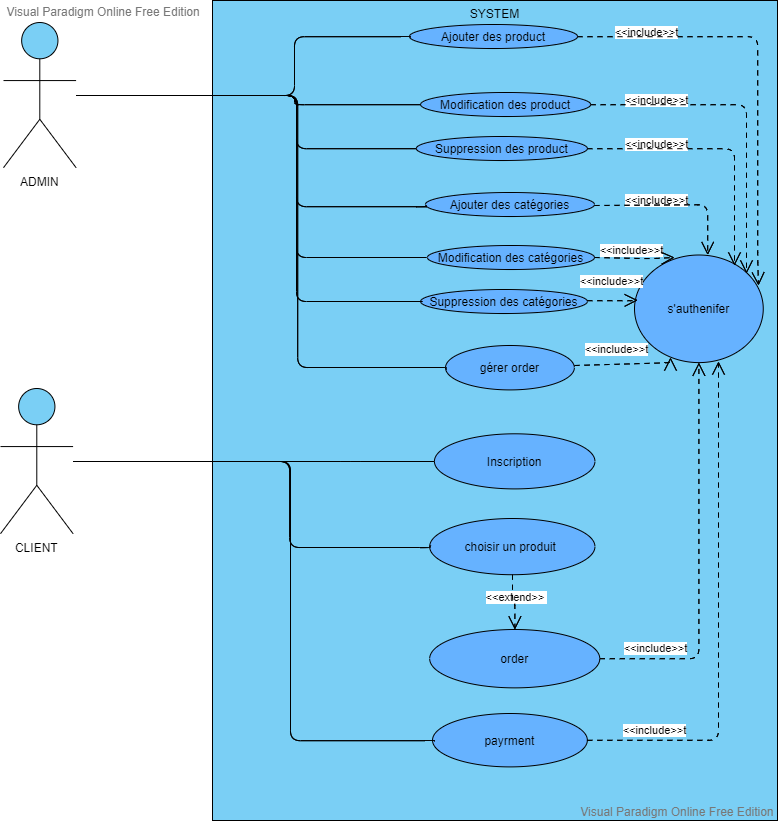 Visual Paradigm Online Free Edition
SYSTEM
Ajouter des product
<<include>>t
ADMIN
Modification des product
<<include>>t
Suppression des product
<<include>>t
Ajouter des catégories
<<include>>t
Modification des catégories
<<include>>t
Suppression des catégories
<<include>>t
s'authenifer
gérer order
<<include>>t
CLIENT
Inscription
choisir un produit
<<extend>>
order
<<include>>t
payrment
<<include>>t
Visual Paradigm Online Free Edition